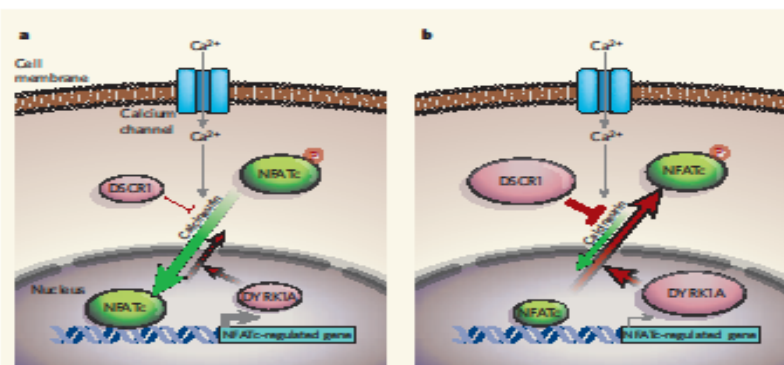 a
Ca²⁺
Cell
membrane
Calcium
channel
Ca²⁺
NFATc
DSCR1
Calcineurin
Nucleus
NFATc
DYRK1A
NFATc-regulated gene
b
Ca²⁺
Ca²⁺
NFATc
DSCR1
NFATc
DYRK1A
NFATc-regulated gene